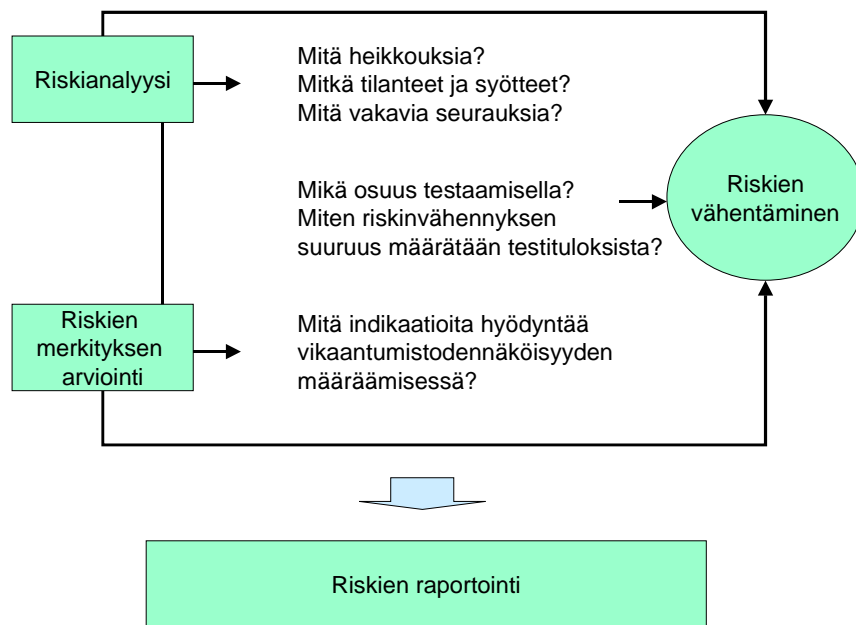 Riskianalyysi
Mitä heikkouksia?
Mitkä tilanteet ja syötteet?
Mitä vakavia seurauksia?
Mikä osuus testaamisella?
Miten riskinvähennyksen
suuruus määrätään testituloksista?
Riskien
vähentäminen
Riskien
merkityksen
arviointi
Mitä indikaatioita hyödyntää
vikaantumistodennäköisyyden
määräämisessä?
Riskien raportointi